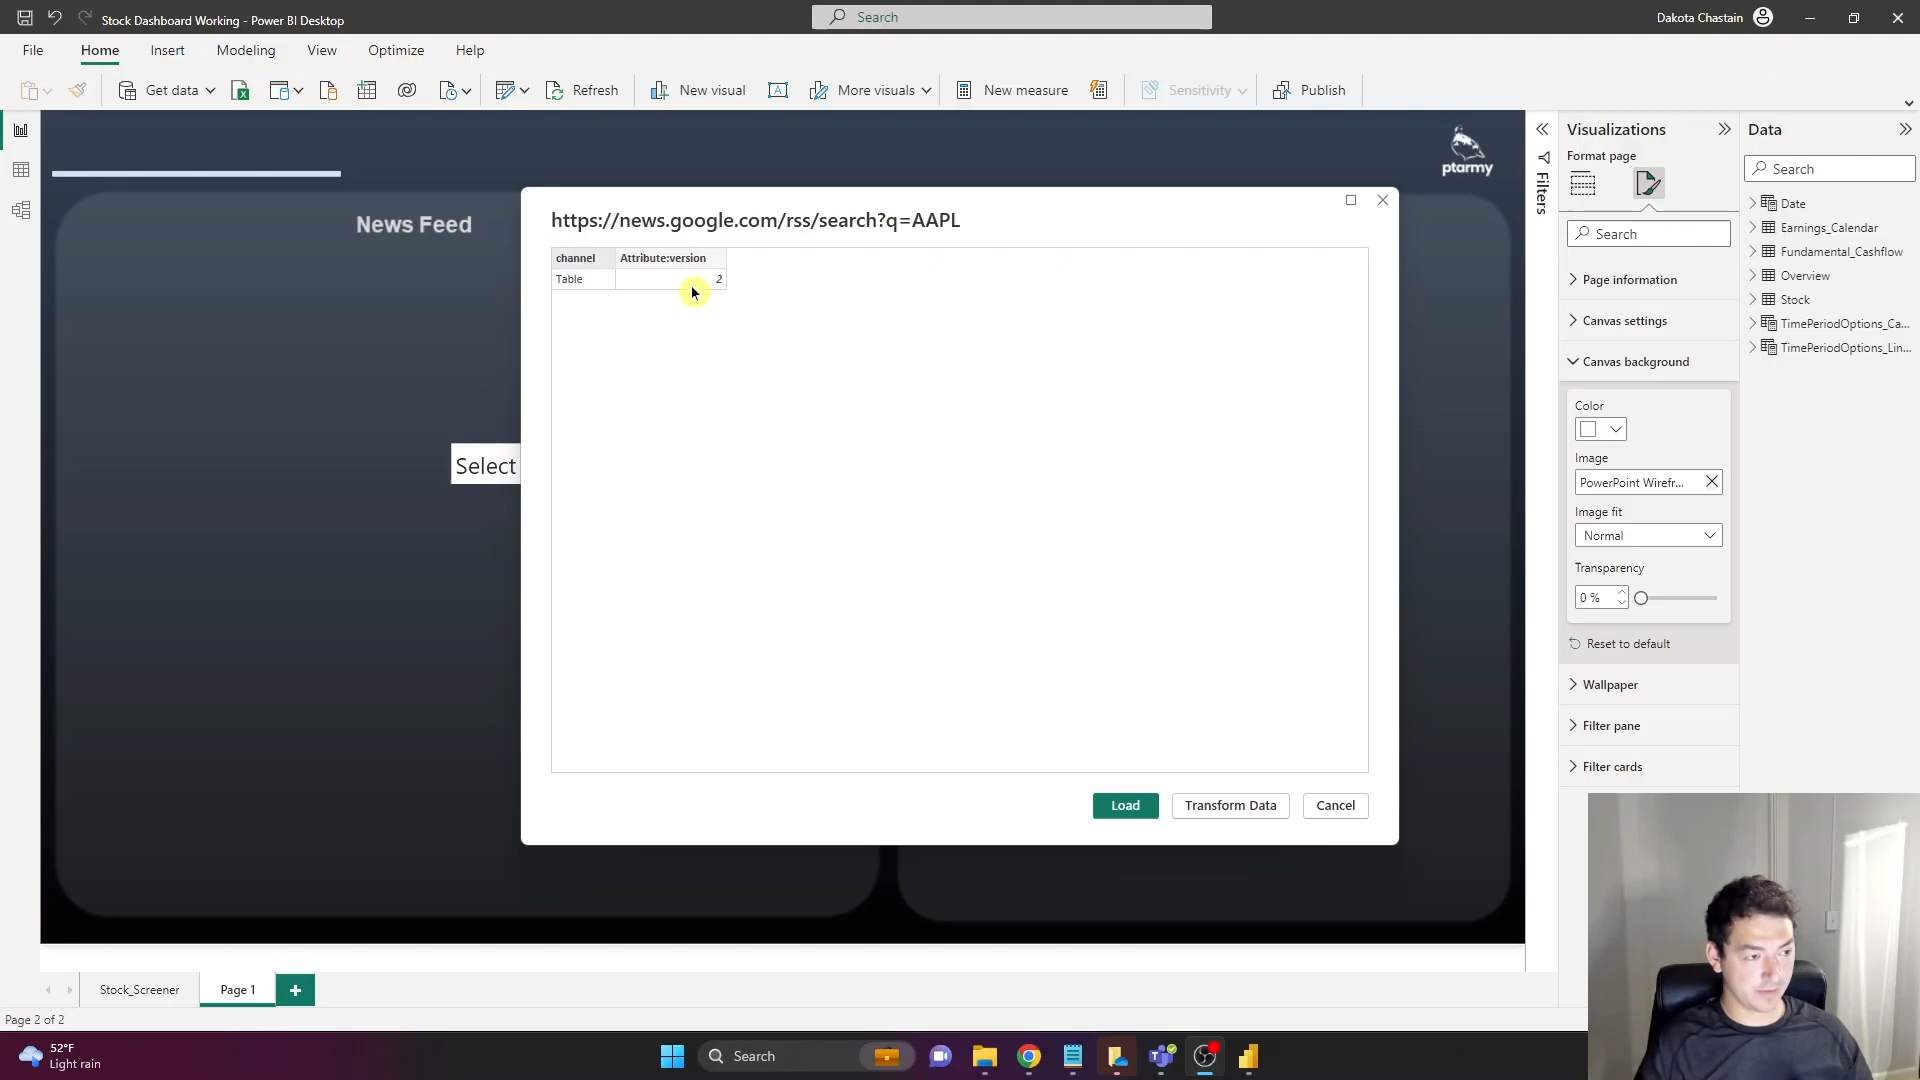 Stock Dashboard Working - Power BI Desktop
Search
Dakota Chastain
File
Home
Insert
Modeling
View
Optimize
Help
Get data
Refresh
New visual
More visuals
New measure
Sensitivity
Publish
ptarmy
News Feed
Select
https://news.google.com/rss/search?q=AAPL
channel
Attribute:version
Table
2
Load
Transform Data
Cancel
Filters
Visualizations
Format page
Search
Page information
Canvas settings
Canvas background
Color
Image
PowerPoint Wirefr...
Image fit
Normal
Transparency
0 %
Reset to default
Wallpaper
Filter pane
Filter cards
Data
Search
Date
Earnings_Calendar
Fundamental_Cashflow
Overview
Stock
TimePeriodOptions_Ca...
TimePeriodOptions_Lin...
Stock_Screener
Page 1
Page 2 of 2
52°F
Light rain
Search